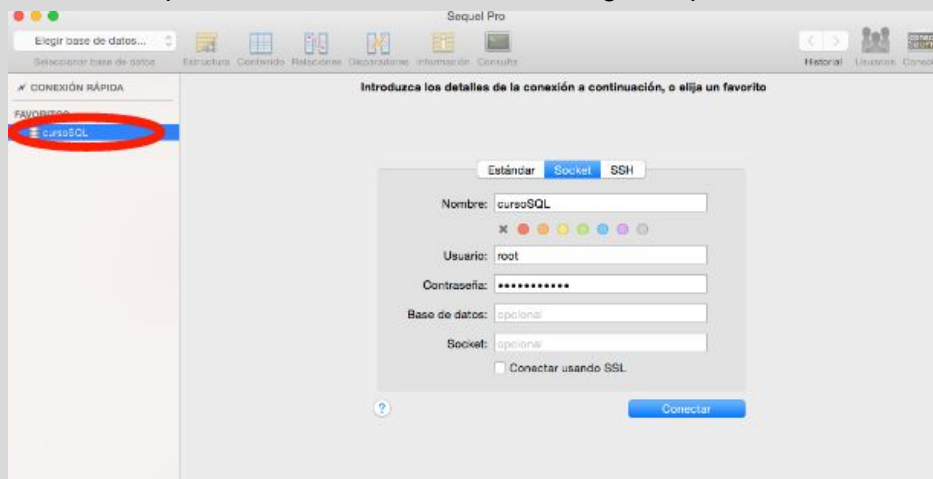 Sequel Pro
Elegir base de datos...
Seleccionar base de datos
Estructura Contenido Relaciones Disparadores Información Consulta
Historial Usuarios
CONEXIÓN RÁPIDA
Introduzca los detalles de la conexión a continuación, o elija un favorito
FAVORITOS
cursoSQL
Estándar Socket SSH
Nombre: cursoSQL
Usuario: root
Contraseña: •••••••••••
Base de datos: opcional
Socket: opcional
Conectar usando SSL
? Conectar